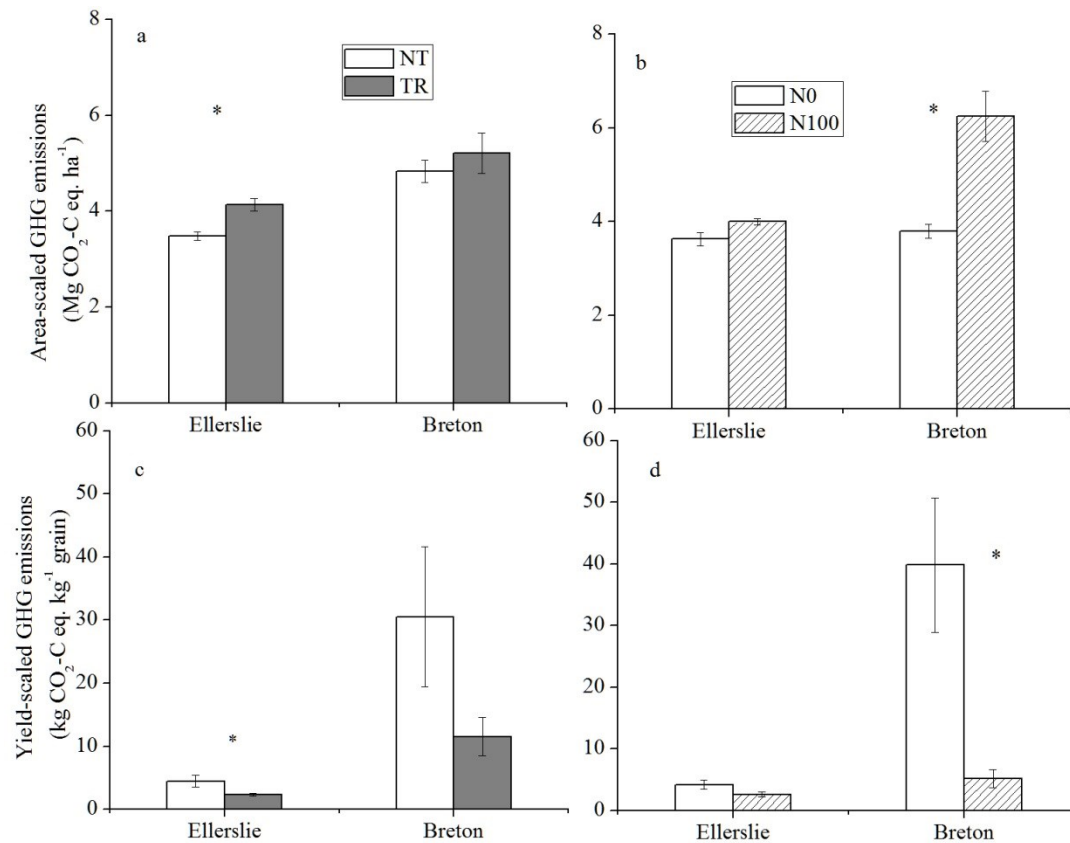 a
NT
TR
*
8
6
4
2
0
Area-scaled GHG emissions
(Mg CO₂-C eq. ha⁻¹)
Ellerslie
Breton
b
N0
N100
*
8
6
4
2
0
Ellerslie
Breton
c
*
60
50
40
30
20
10
0
Yield-scaled GHG emissions
(kg CO₂-C eq. kg⁻¹ grain)
Ellerslie
Breton
d
*
60
50
40
30
20
10
0
Ellerslie
Breton